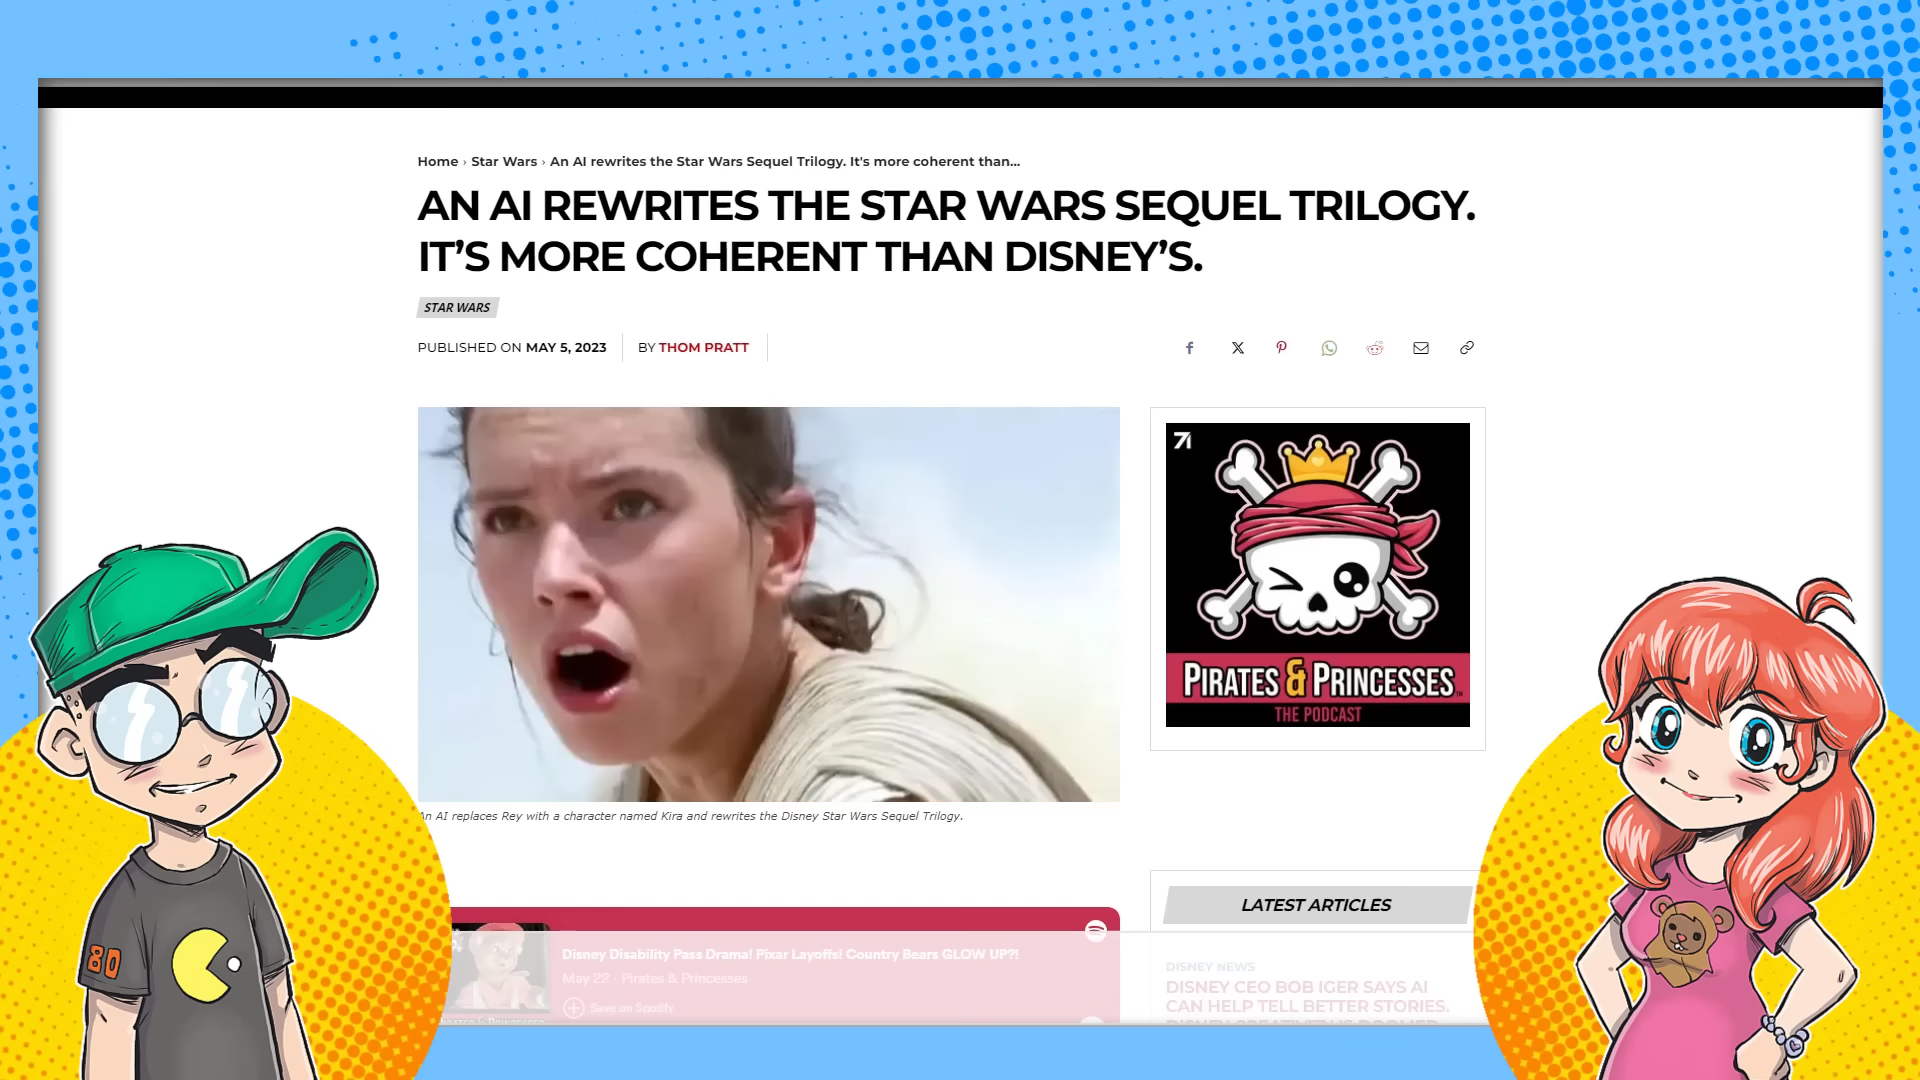 Home › Star Wars › An AI rewrites the Star Wars Sequel Trilogy. It's more coherent than...
AN AI REWRITES THE STAR WARS SEQUEL TRILOGY.
IT’S MORE COHERENT THAN DISNEY’S.
STAR WARS
PUBLISHED ON MAY 5, 2023
BY THOM PRATT
PIRATES & PRINCESSES
THE PODCAST
An AI replaces Rey with a character named Kira and rewrites the Disney Star Wars Sequel Trilogy.
LATEST ARTICLES
Disney Disability Pass Drama! Pixar Layoffs! Country Bears GLOW UP?!
May 22 - Pirates & Princesses
Save on Spotify
DISNEY NEWS
DISNEY CEO BOB IGER SAYS AI
CAN HELP TELL BETTER STORIES.
DISNEY CREATIVITY IS DOOMED
80